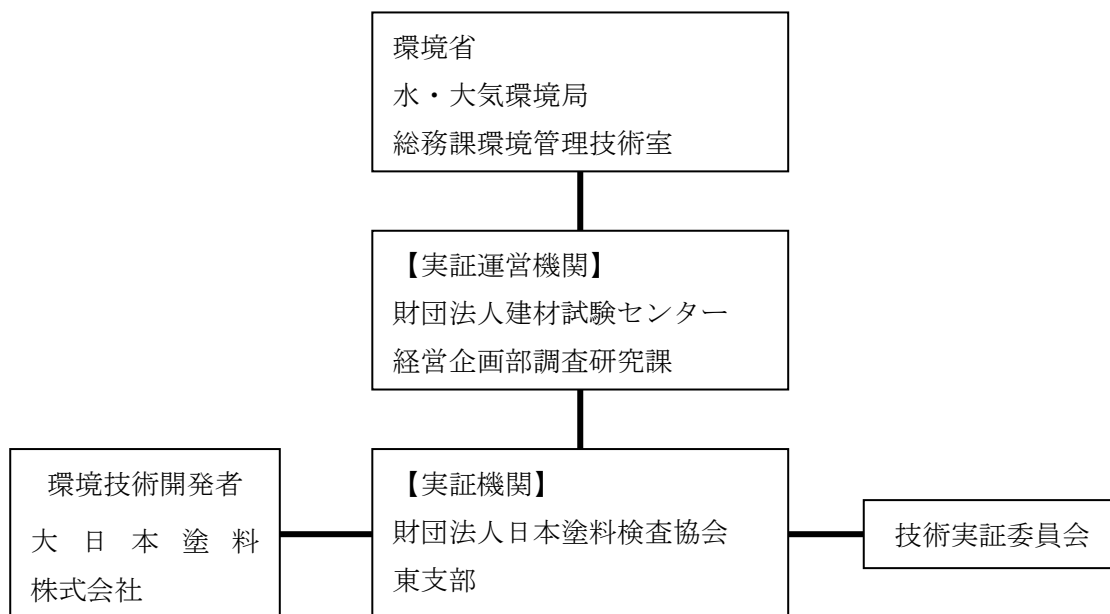 環境省
水・大気環境局
総務課環境管理技術室
【実証運営機関】
財団法人建材試験センター
経営企画部調査研究課
環境技術開発者
大日本塗料
株式会社
【実証機関】
財団法人日本塗料検査協会
東支部
技術実証委員会